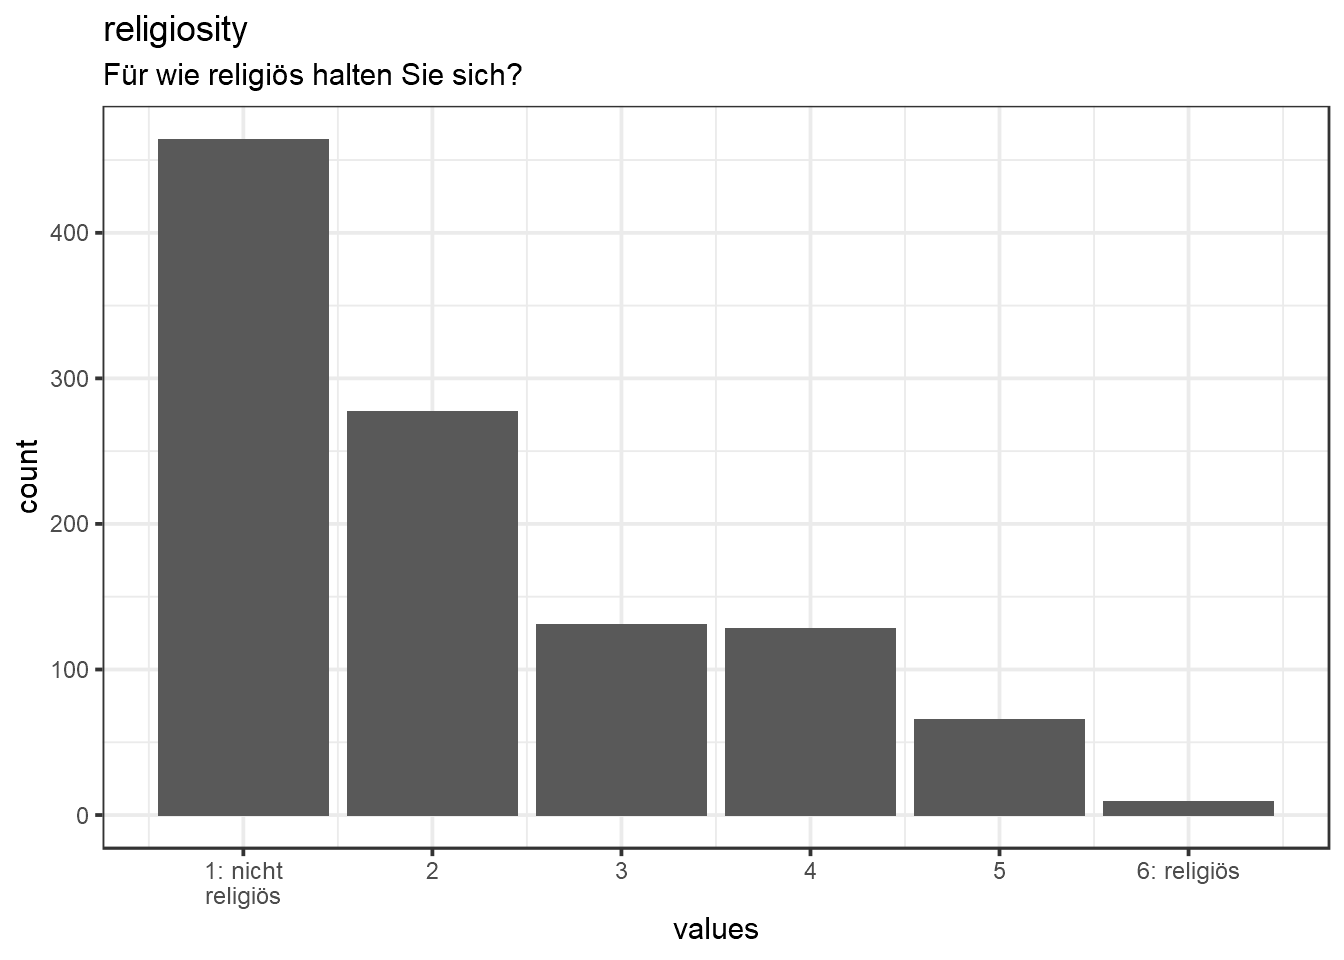 religiosity
Für wie religiös halten Sie sich?
count
400
300
200
100
0
1: nicht
religiös
2
3
4
5
6: religiös
values